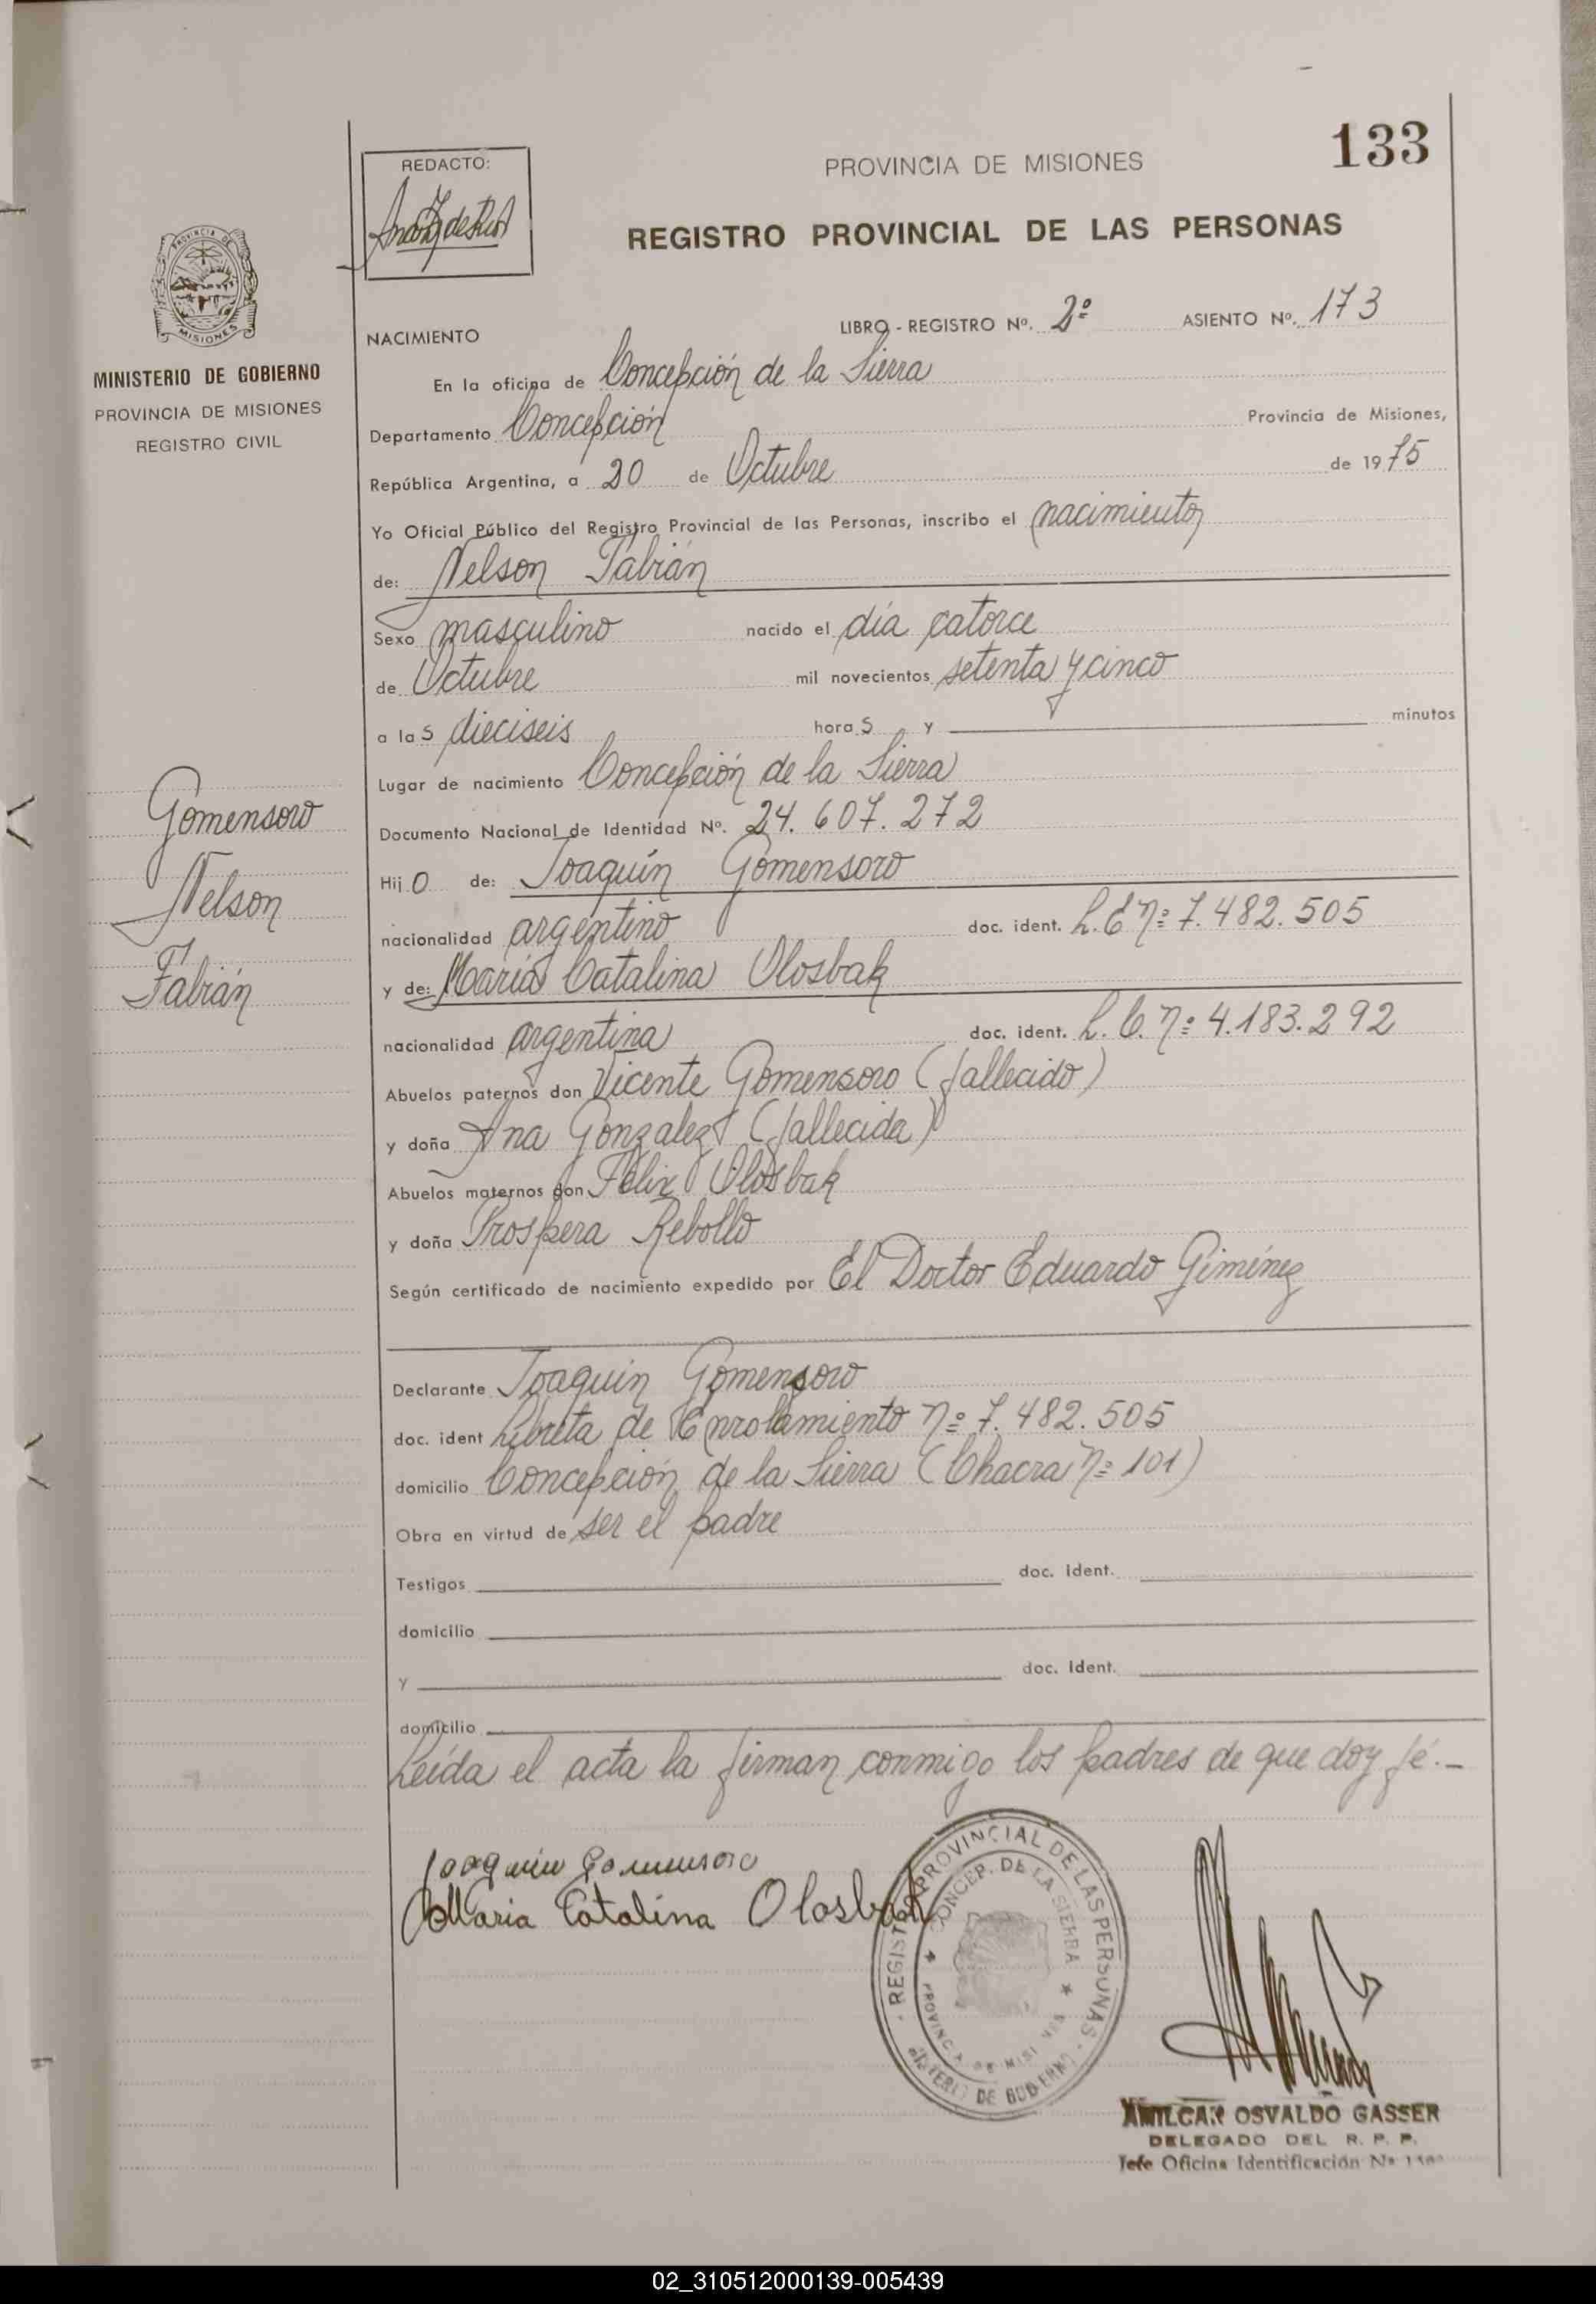 133
REDACTO:
PROVINCIA DE MISIONES
REGISTRO PROVINCIAL DE LAS PERSONAS
PROVINCIA DE
MISIONES
MINISTERIO DE GOBIERNO
PROVINCIA DE MISIONES
REGISTRO CIVIL
NACIMIENTO LIBRO - REGISTRO Nº. 2º ASIENTO Nº. 173
En la oficina de Concepción de la Sierra
Departamento Concepción Provincia de Misiones,
República Argentina, a 20 de Octubre de 1975
Yo Oficial Público del Registro Provincial de las Personas, inscribo el nacimiento
de: Nelson Fabián
Sexo masculino nacido el día catorce
de Octubre mil novecientos setenta y cinco
a las dieciseis horas y minutos
Lugar de nacimiento Concepción de la Sierra
Documento Nacional de Identidad Nº. 24.607.272
Hijo de: Joaquín Gomensoro
nacionalidad argentino doc. ident. L.E nº 7.482.505
y de: María Catalina Olosbak
nacionalidad argentina doc. ident. L.C. nº 4.183.292
Abuelos paternos don Vicente Gomensoro (fallecido)
y doña Ana Gonzalez (fallecida)
Abuelos maternos don Félix Olosbak
y doña Prospera Rebollo
Según certificado de nacimiento expedido por El Doctor Eduardo Giménez
Declarante Joaquín Gomensoro
doc. ident Libreta de Enrolamiento nº 7.482.505
domicilio Concepción de la Sierra (Chacra nº 101)
Obra en virtud de ser el padre
Testigos doc. ident.
domicilio
y doc. ident.
domicilio
Leída el acta la firman conmigo los padres de que doy fé.-
Gomensoro
Nelson
Fabián
Joaquin Gomensoro
Maria Catalina Olosbak
REGISTRO PROVINCIAL DE LAS PERSONAS
CONCEP. DE LA SIERRA
PROVINCIA DE MISIONES
DE GOBIERNO
AMILCAR OSVALDO GASSER
DELEGADO DEL R. P. P.
Jefe Oficina Identificación Nº
02_310512000139-005439